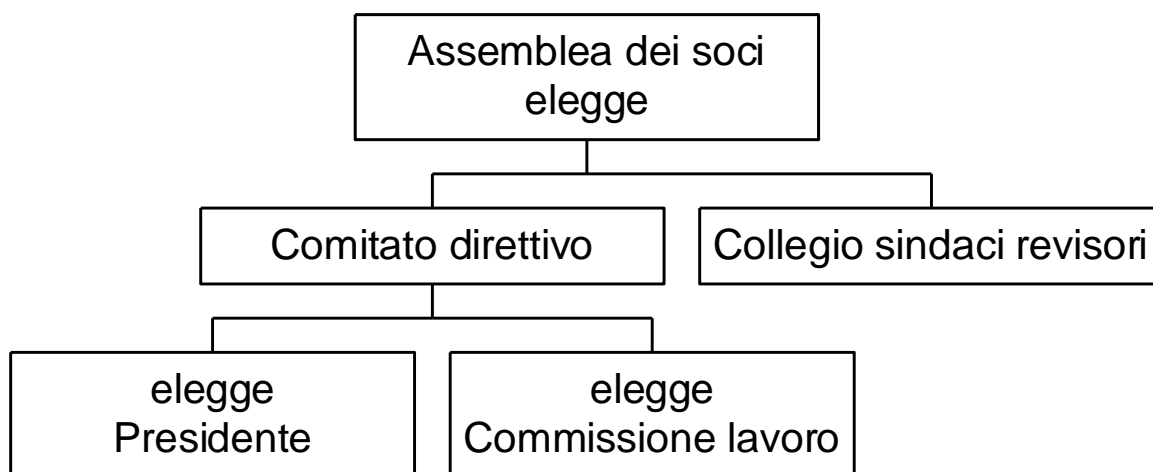 Assemblea dei soci
elegge
Comitato direttivo
Collegio sindaci revisori
elegge
Presidente
elegge
Commissione lavoro